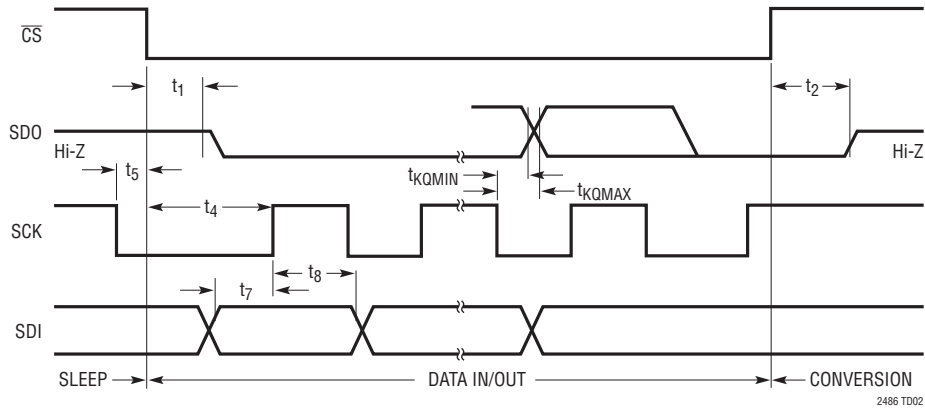 CS
t1
t2
SDO
Hi-Z
Hi-Z
t5
tKQMIN
tKQMAX
t4
SCK
t8
t7
SDI
SLEEP
DATA IN/OUT
CONVERSION
2486 TD02